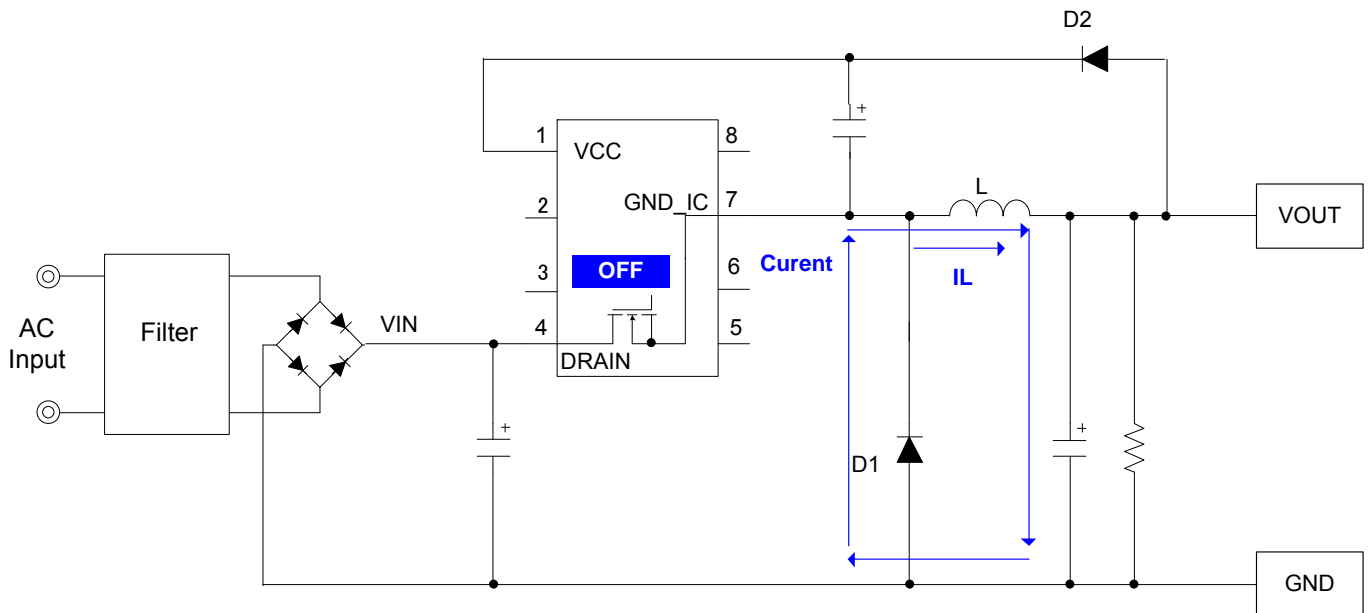 D2
1
VCC
8
2
GND_IC
7
L
VOUT
3
OFF
6
Curent
IL
AC
Input
Filter
VIN
4
DRAIN
5
+
+
+
D1
GND